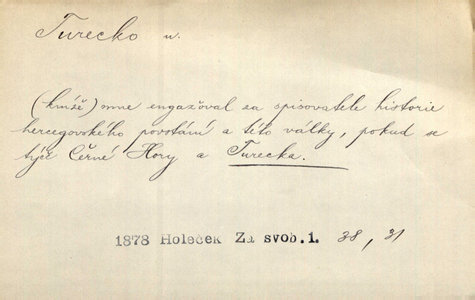 Turecko n.
(kníže) mne engažoval za spisovatele historie
hercegovského povstání a této války, pokud se
týče Černé Hory a Turecka.
1878 Holeček Za svob. 1. 38, 31